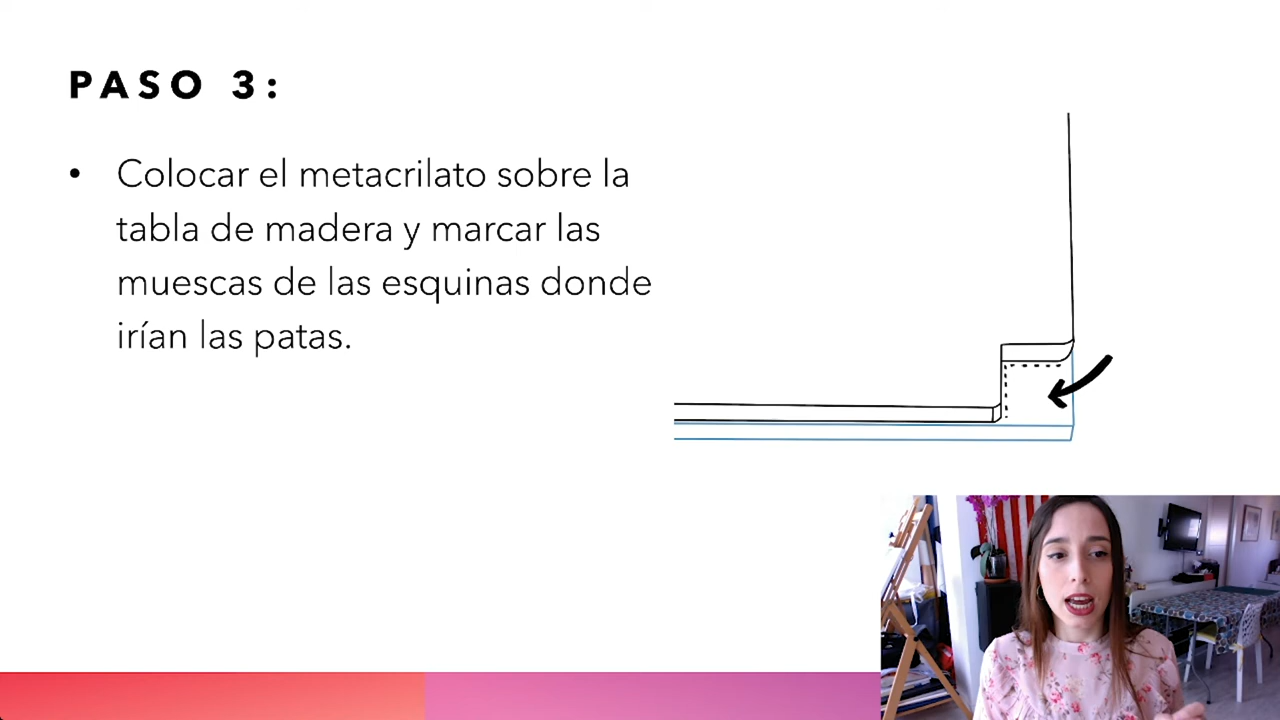 PASO 3:
• Colocar el metacrilato sobre la
tabla de madera y marcar las
muescas de las esquinas donde
irían las patas.